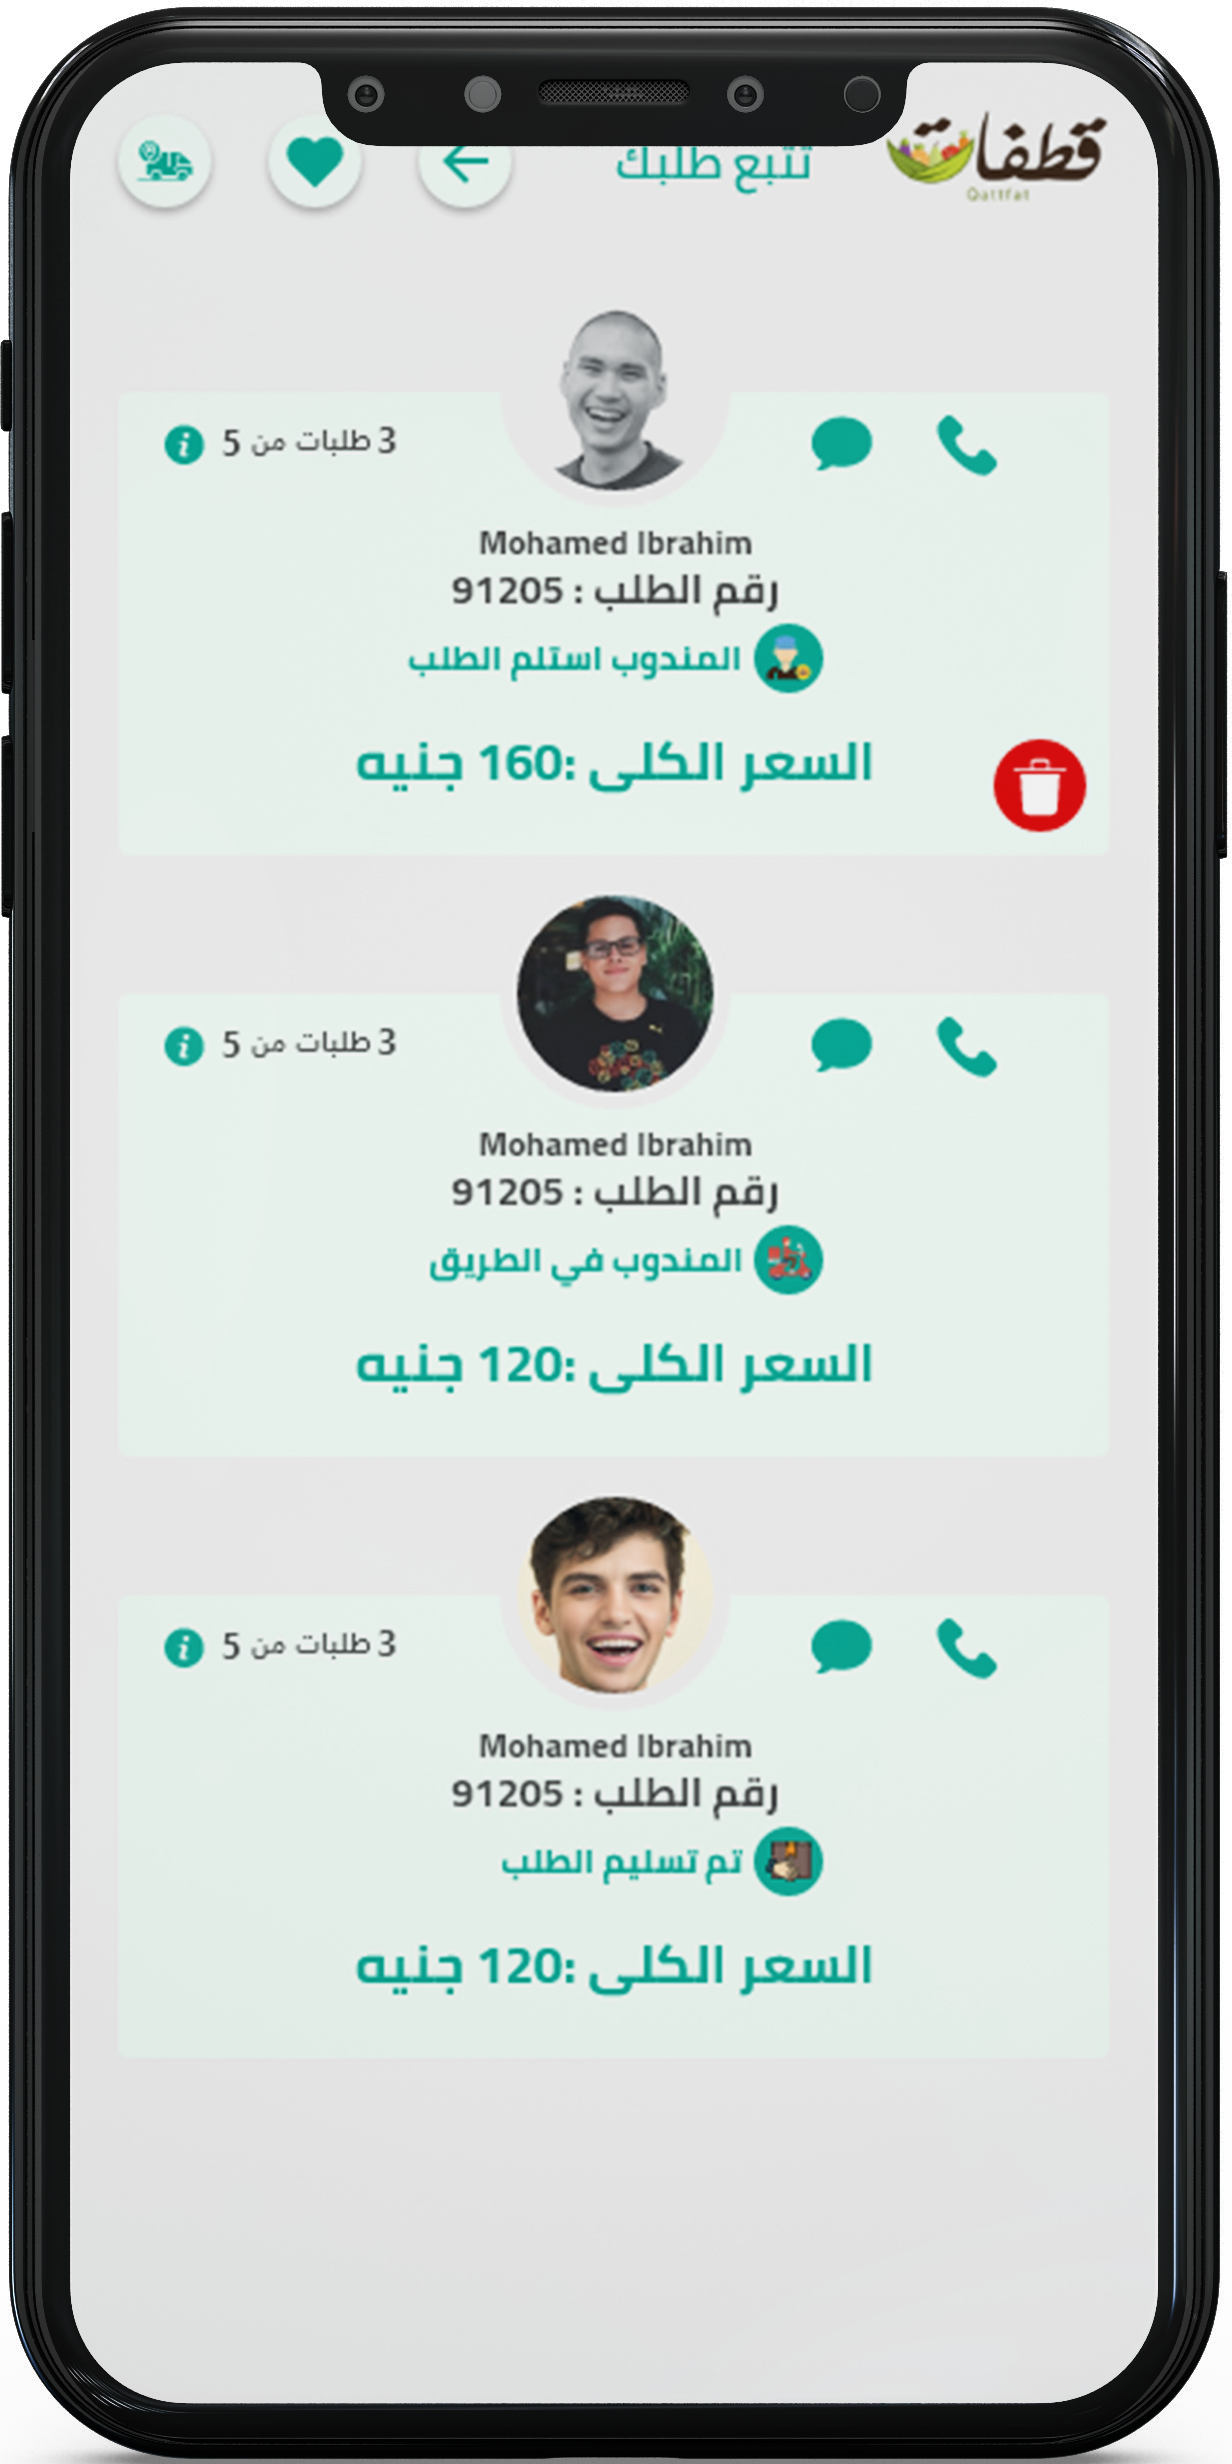 قطفات
Qattfat
تتبع طلبك
3 طلبات من 5
Mohamed Ibrahim
رقم الطلب : 91205
المندوب استلم الطلب
السعر الكلى :160 جنيه
3 طلبات من 5
Mohamed Ibrahim
رقم الطلب : 91205
المندوب في الطريق
السعر الكلى :120 جنيه
3 طلبات من 5
Mohamed Ibrahim
رقم الطلب : 91205
تم تسليم الطلب
السعر الكلى :120 جنيه